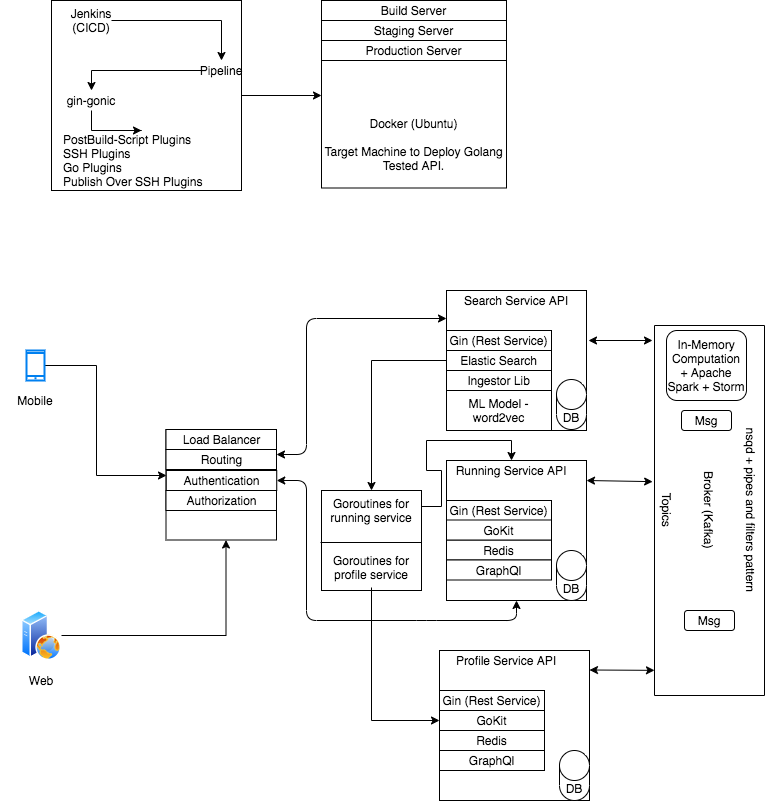 Jenkins
(CICD)
Pipeline
gin-gonic
PostBuild-Script Plugins
SSH Plugins
Go Plugins
Publish Over SSH Plugins
Build Server
Staging Server
Production Server
Docker (Ubuntu)
Target Machine to Deploy Golang
Tested API.
Mobile
Web
Load Balancer
Routing
Authentication
Authorization
Goroutines for
running service
Goroutines for
profile service
Search Service API
Gin (Rest Service)
Elastic Search
Ingestor Lib
ML Model -
word2vec
DB
Running Service API
Gin (Rest Service)
GoKit
Redis
GraphQl
DB
Profile Service API
Gin (Rest Service)
GoKit
Redis
GraphQl
DB
In-Memory
Computation
+ Apache
Spark + Storm
Msg
nsqd + pipes and filters pattern
Broker (Kafka)
Topics
Msg